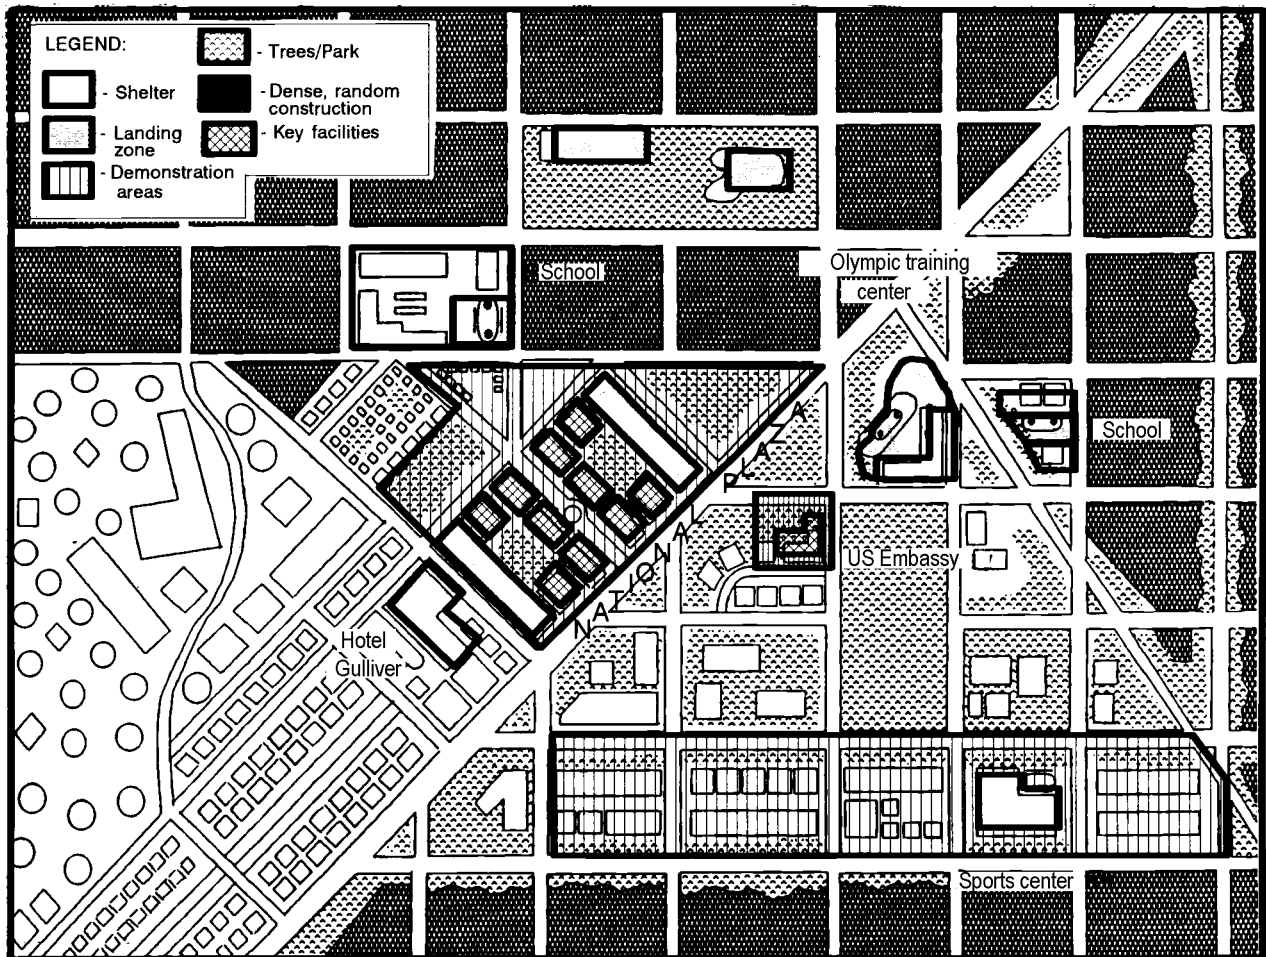 LEGEND:
- Trees/Park
- Shelter
- Dense, random
construction
- Landing
zone
- Key facilities
- Demonstration
areas
School
Olympic training
center
School
NATIONAL PLAZA
US Embassy
Hotel
Gulliver
Sports center